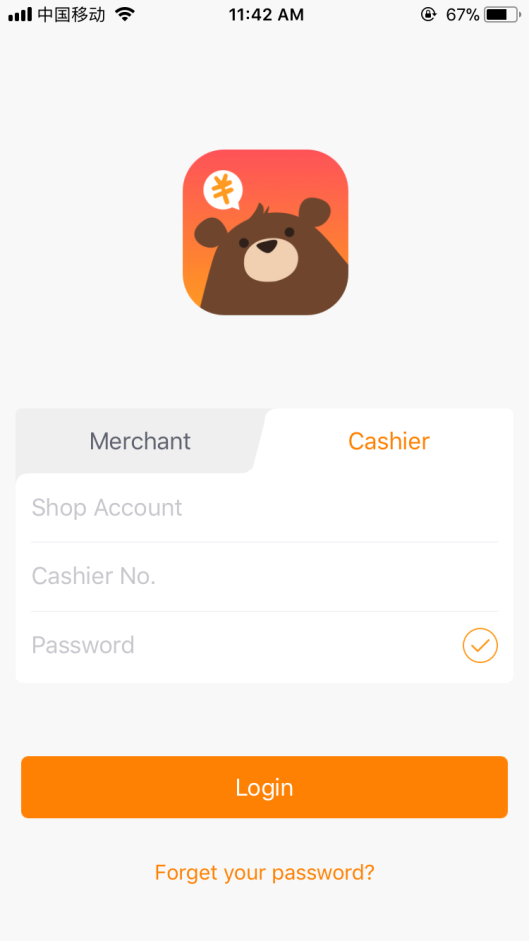 中国移动 11:42 AM 67%
¥
Merchant Cashier
Shop Account
Cashier No.
Password
Login
Forget your password?